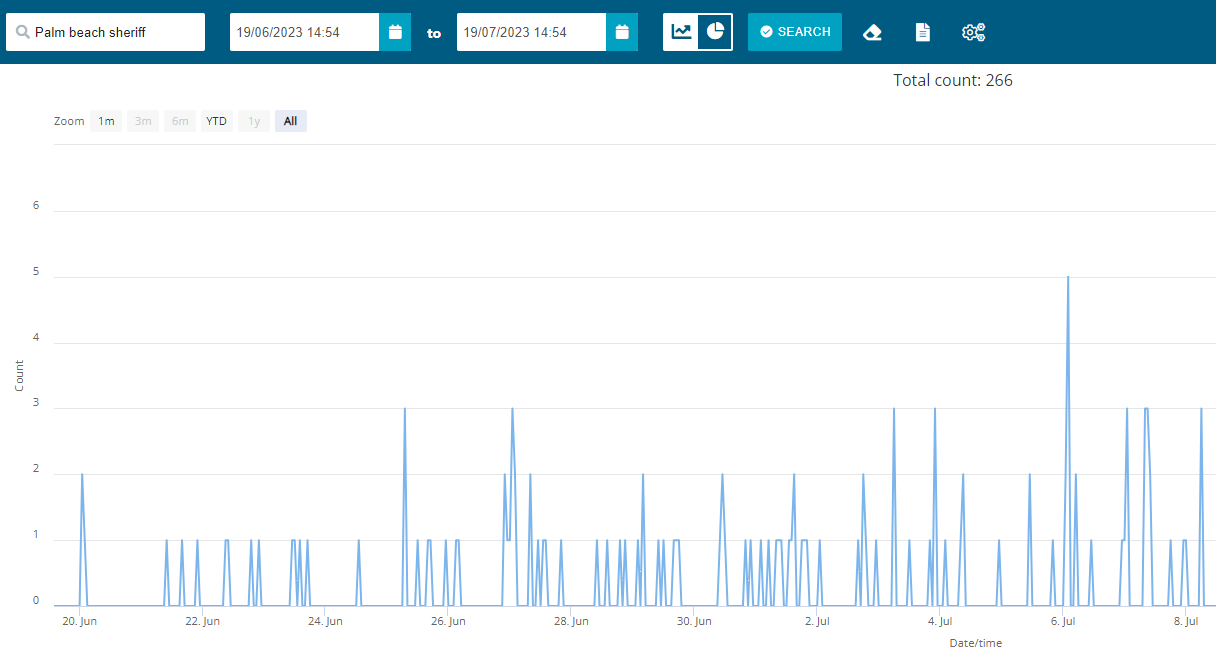 Palm beach sheriff 19/06/2023 14:54 to 19/07/2023 14:54 SEARCH
Total count: 266
Zoom 1m 3m 6m YTD 1y All
6
5
4
3
2
1
0
Count
20. Jun 22. Jun 24. Jun 26. Jun 28. Jun 30. Jun 2. Jul 4. Jul 6. Jul 8. Jul
Date/time